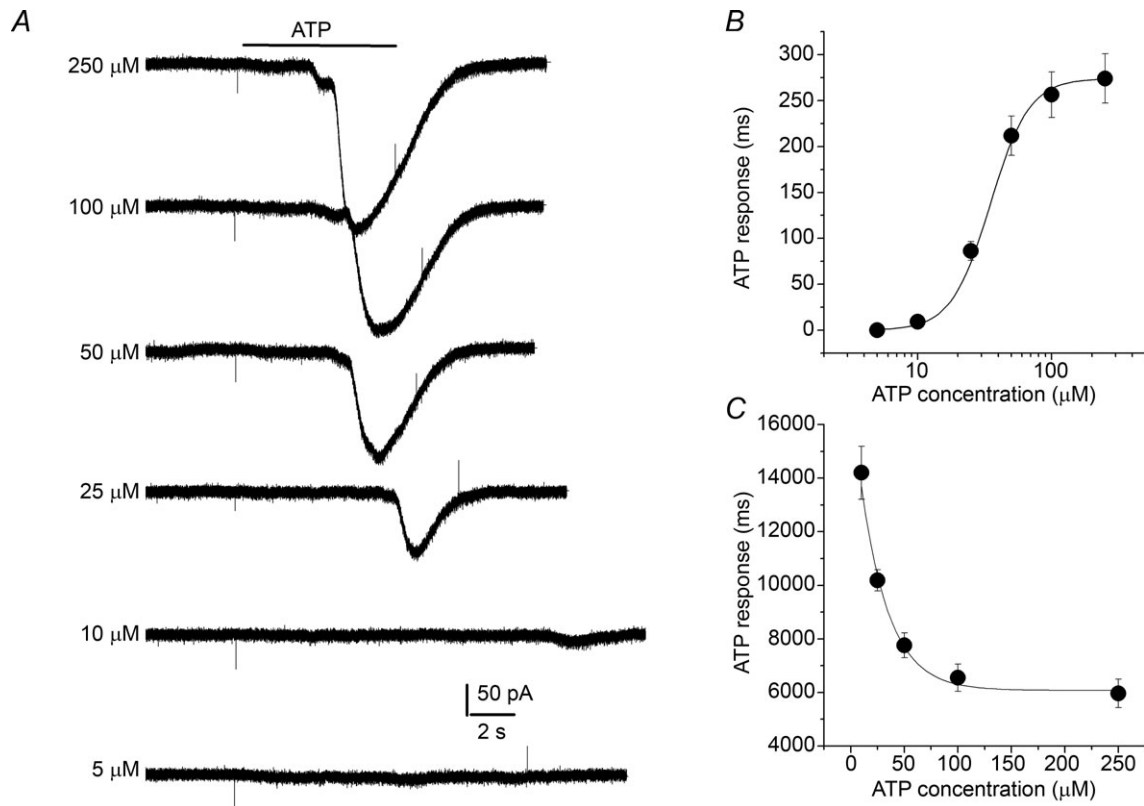 A
ATP
250 μM
100 μM
50 μM
25 μM
10 μM
50 pA
2 s
5 μM
B
300
250
200
150
100
50
0
ATP response (ms)
10
100
ATP concentration (μM)
C
16000
14000
12000
10000
8000
6000
4000
ATP response (ms)
0
50
100
150
200
250
ATP concentration (μM)